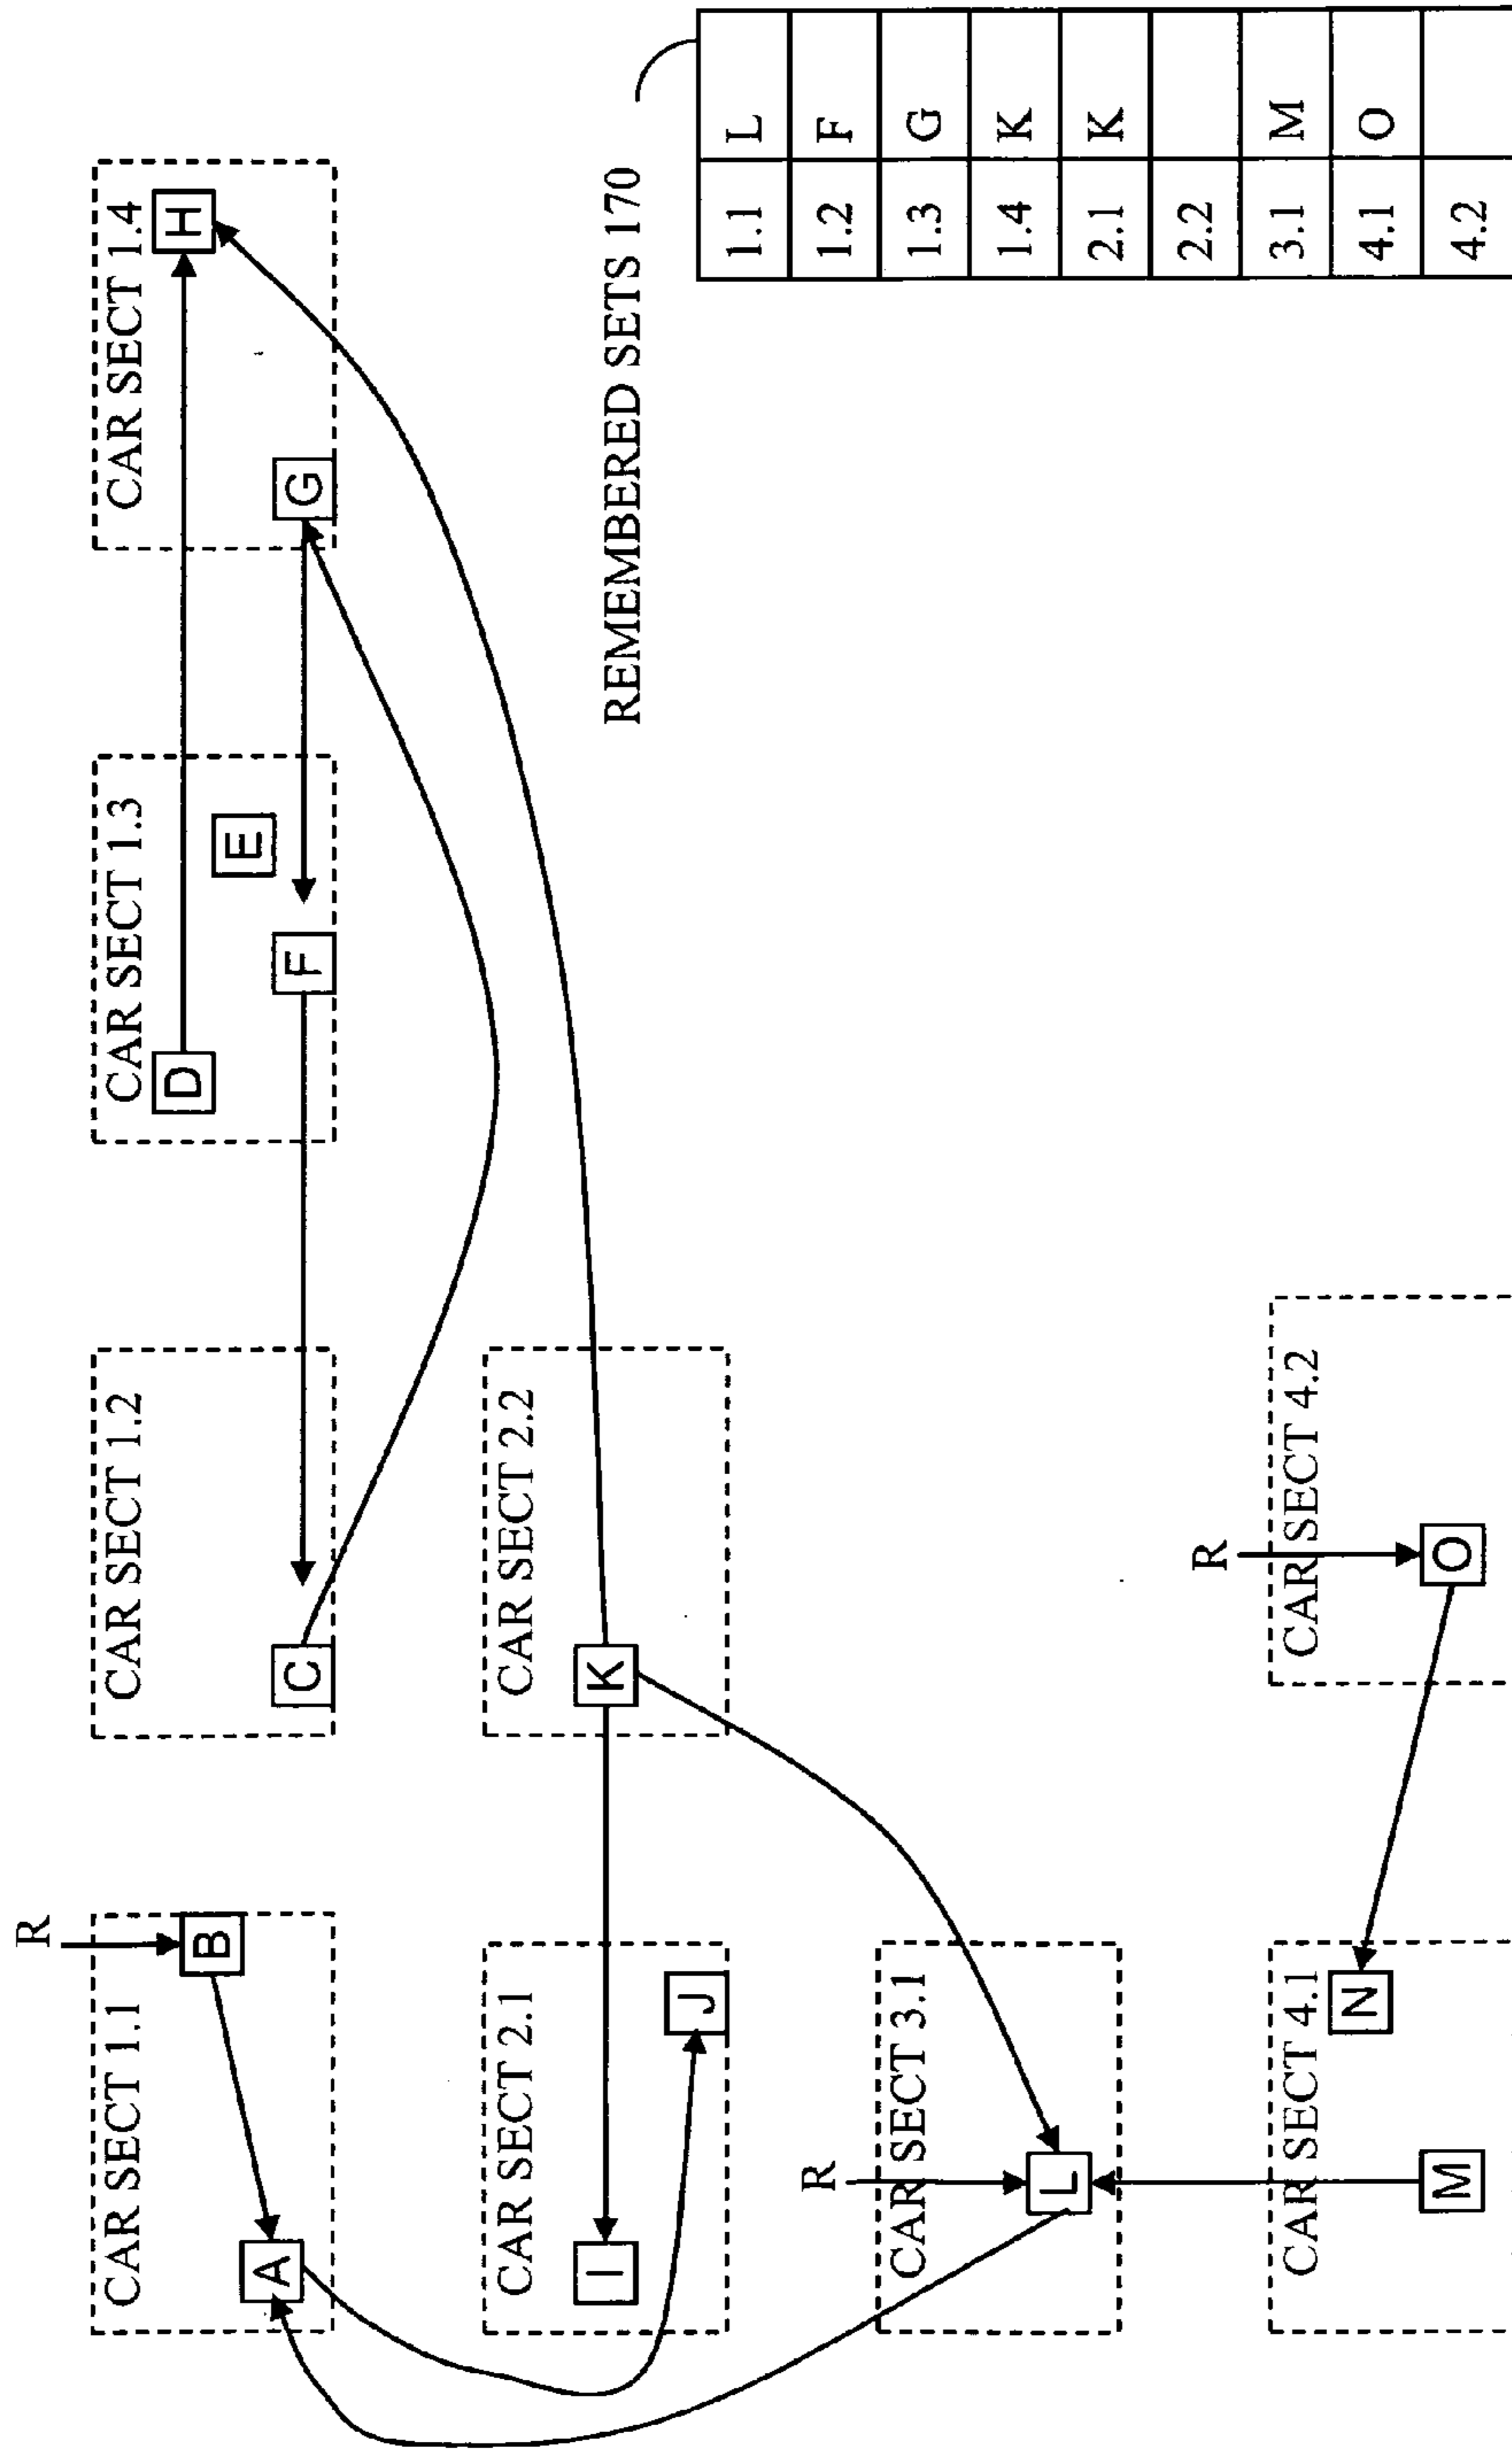 R
CAR SECT 1.1
B
A
CAR SECT 1.2
C
CAR SECT 1.3
D
E
F
CAR SECT 1.4
H
G
CAR SECT 2.1
I
J
CAR SECT 2.2
K
R
CAR SECT 3.1
L
CAR SECT 4.1
N
M
R
CAR SECT 4.2
O
REMEMBERED SETS 170
1.1 L
1.2 F
1.3 G
1.4 K
2.1 K
2.2
3.1 M
4.1 O
4.2